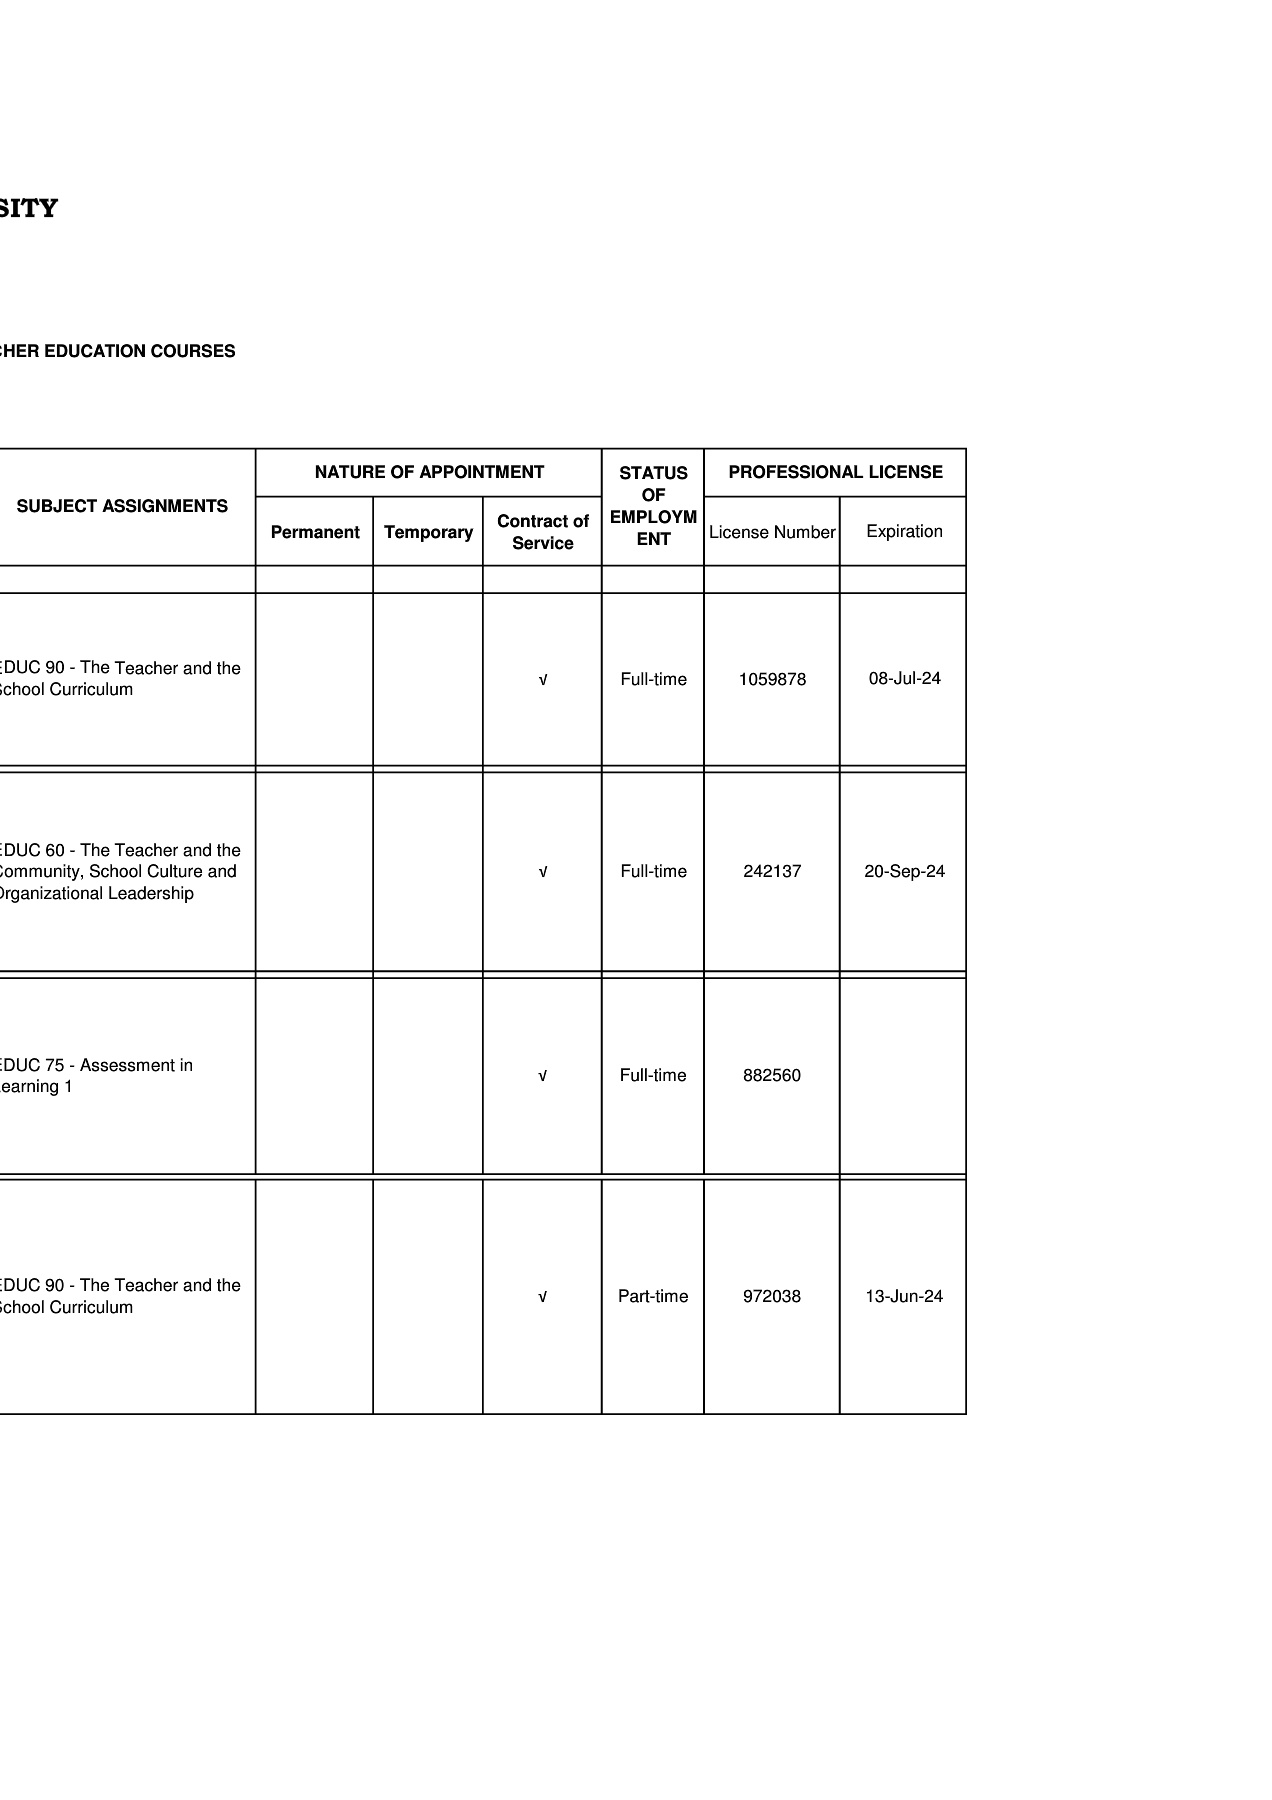 SITY
CHER EDUCATION COURSES
SUBJECT ASSIGNMENTS
NATURE OF APPOINTMENT
STATUS
OF
EMPLOYM
ENT
PROFESSIONAL LICENSE
Permanent
Temporary
Contract of
Service
License Number
Expiration
EDUC 90 - The Teacher and the
School Curriculum
√
Full-time
1059878
08-Jul-24
EDUC 60 - The Teacher and the
Community, School Culture and
Organizational Leadership
√
Full-time
242137
20-Sep-24
EDUC 75 - Assessment in
Learning 1
√
Full-time
882560
EDUC 90 - The Teacher and the
School Curriculum
√
Part-time
972038
13-Jun-24